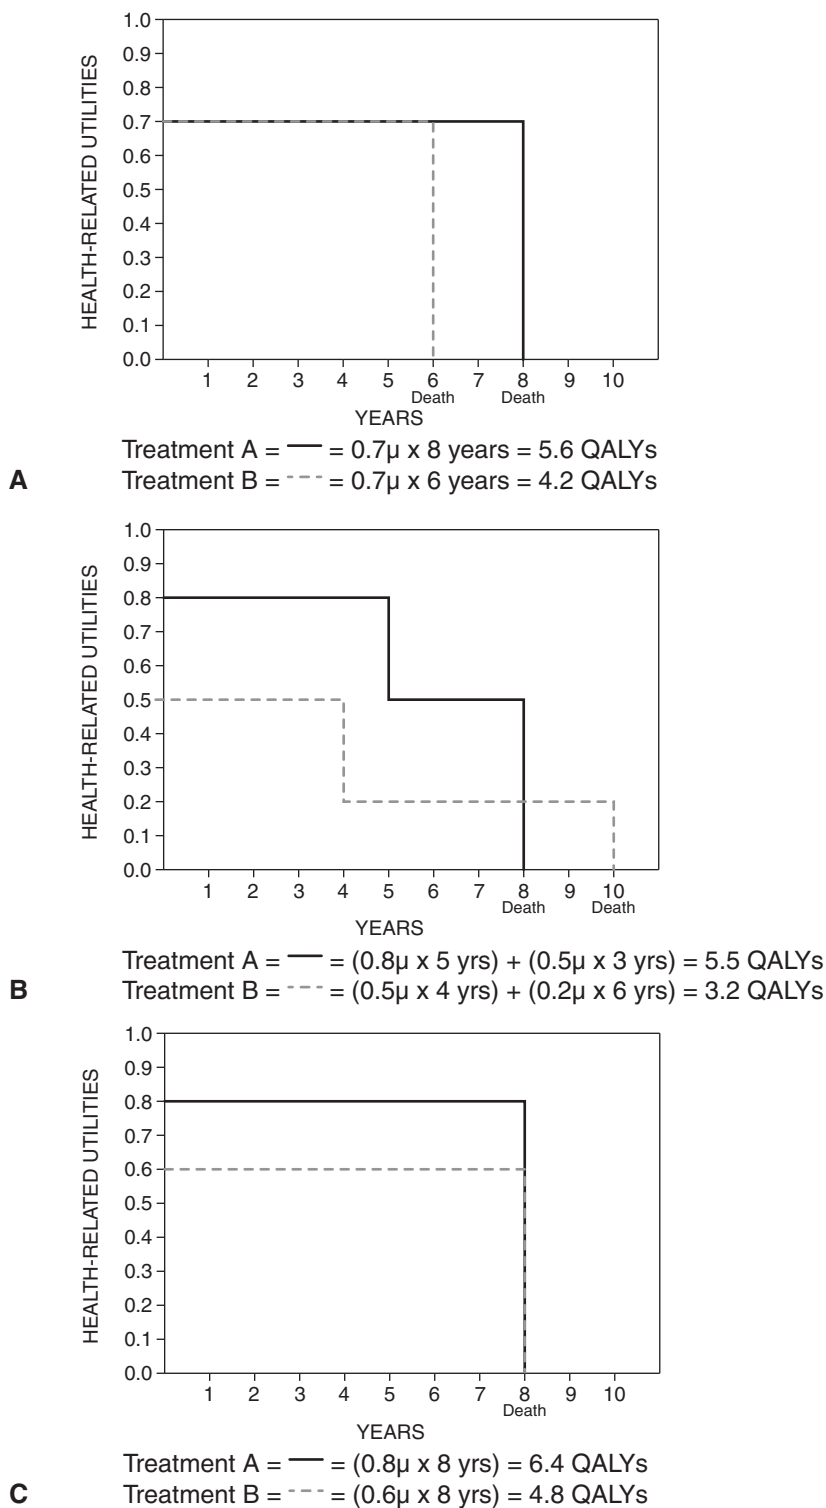 HEALTH-RELATED UTILITIES
1.0
0.9
0.8
0.7
0.6
0.5
0.4
0.3
0.2
0.1
0.0
1 2 3 4 5 6 7 8 9 10
Death Death
YEARS
Treatment A = = 0.7µ x 8 years = 5.6 QALYs
A Treatment B = = 0.7µ x 6 years = 4.2 QALYs
HEALTH-RELATED UTILITIES
1.0
0.9
0.8
0.7
0.6
0.5
0.4
0.3
0.2
0.1
0.0
1 2 3 4 5 6 7 8 9 10
Death Death
YEARS
Treatment A = = (0.8µ x 5 yrs) + (0.5µ x 3 yrs) = 5.5 QALYs
B Treatment B = = (0.5µ x 4 yrs) + (0.2µ x 6 yrs) = 3.2 QALYs
HEALTH-RELATED UTILITIES
1.0
0.9
0.8
0.7
0.6
0.5
0.4
0.3
0.2
0.1
0.0
1 2 3 4 5 6 7 8 9 10
Death
YEARS
Treatment A = = (0.8µ x 8 yrs) = 6.4 QALYs
C Treatment B = = (0.6µ x 8 yrs) = 4.8 QALYs